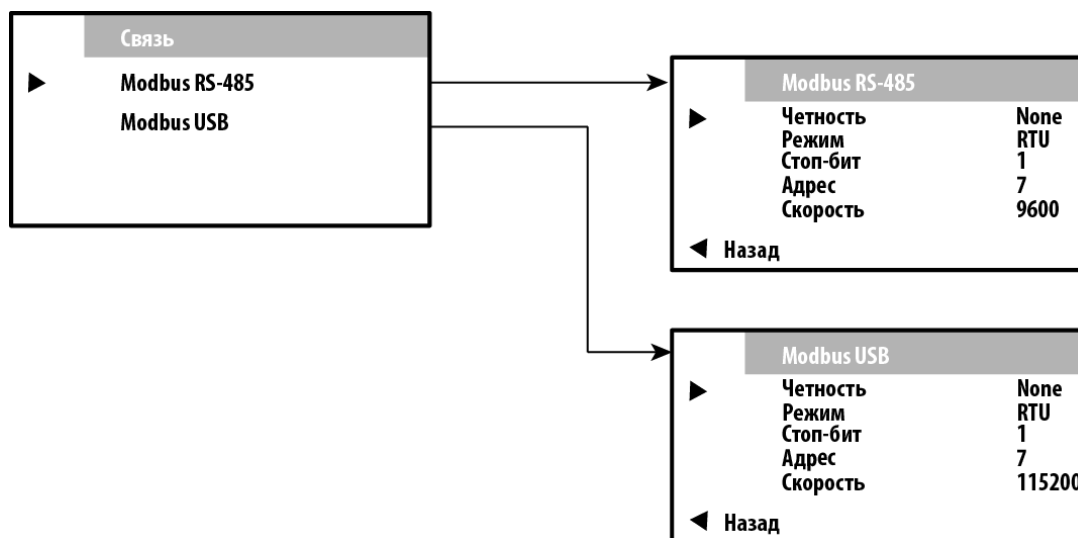 Связь
Modbus RS-485
Modbus USB
Modbus RS-485
Четность None
Режим RTU
Стоп-бит 1
Адрес 7
Скорость 9600
Назад
Modbus USB
Четность None
Режим RTU
Стоп-бит 1
Адрес 7
Скорость 115200
Назад